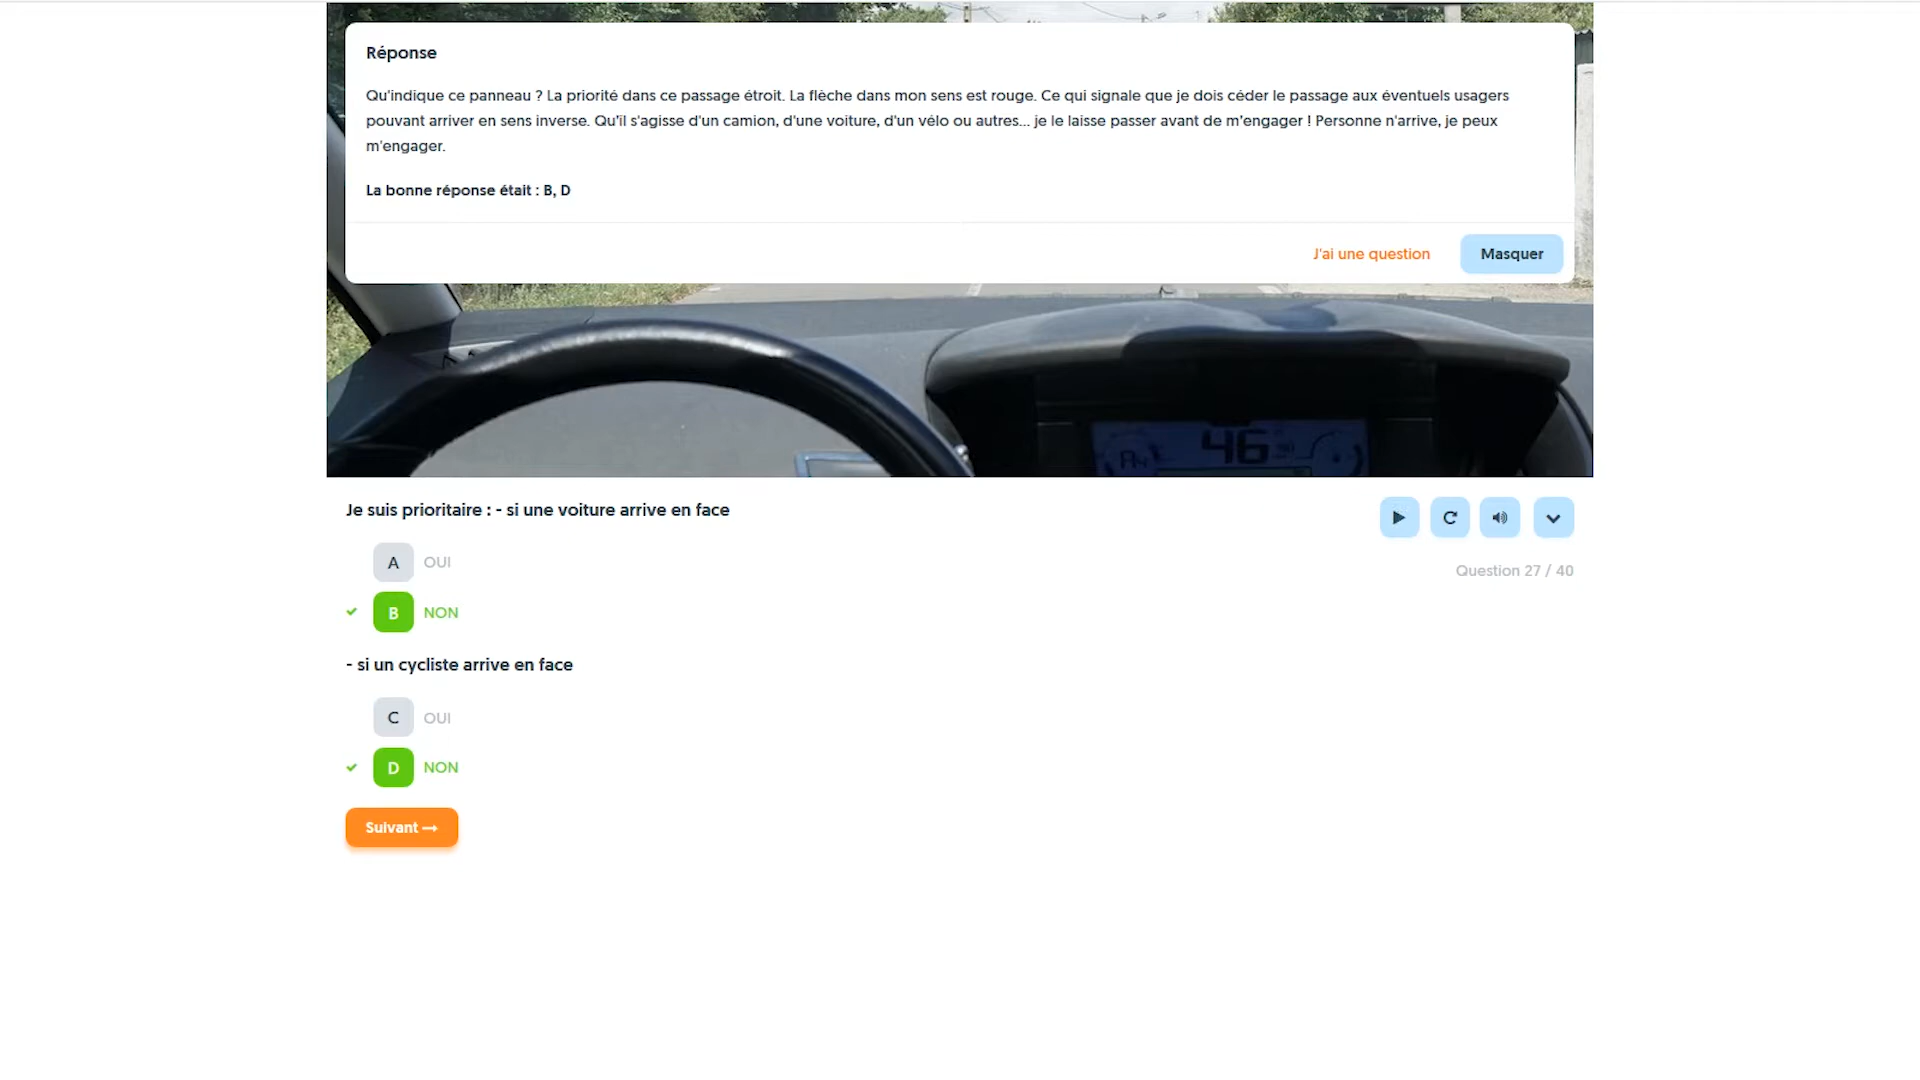 Réponse
Qu'indique ce panneau ? La priorité dans ce passage étroit. La flèche dans mon sens est rouge. Ce qui signale que je dois céder le passage aux éventuels usagers
pouvant arriver en sens inverse. Qu'il s'agisse d'un camion, d'une voiture, d'un vélo ou autres... je le laisse passer avant de m'engager ! Personne n'arrive, je peux
m'engager.
La bonne réponse était : B, D
J'ai une question
Masquer
46
Je suis prioritaire : - si une voiture arrive en face
A OUI
B NON
Question 27 / 40
- si un cycliste arrive en face
C OUI
D NON
Suivant →